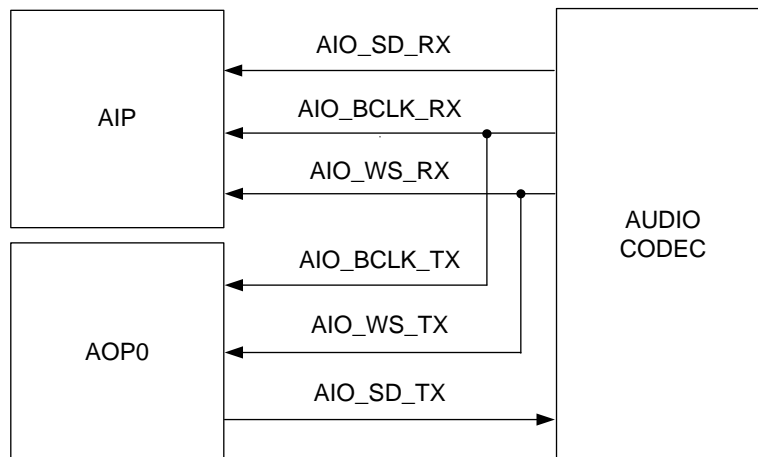 AIO_SD_RX
AIP
AIO_BCLK_RX
AIO_WS_RX
AUDIO
CODEC
AIO_BCLK_TX
AIO_WS_TX
AOP0
AIO_SD_TX